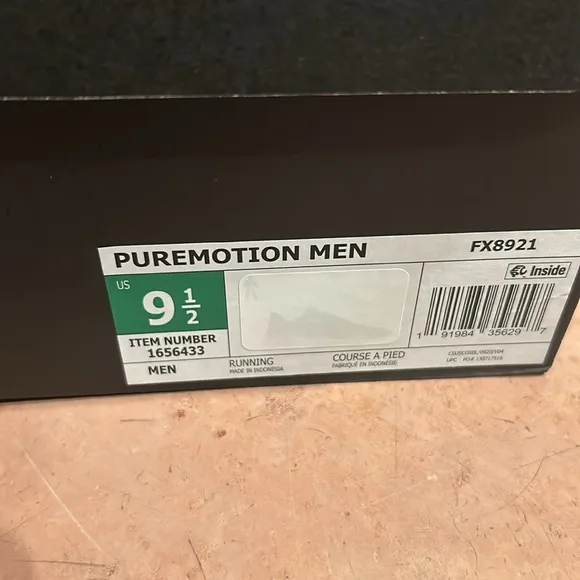 PUREMOTION MEN
FX8921
US
9 1/2
Inside
ITEM NUMBER
1656433
MEN
RUNNING
MADE IN INDONESIA
COURSE A PIED
FABRIQUÉ EN INDONÉSIE
1 91984 35629 7
UPC